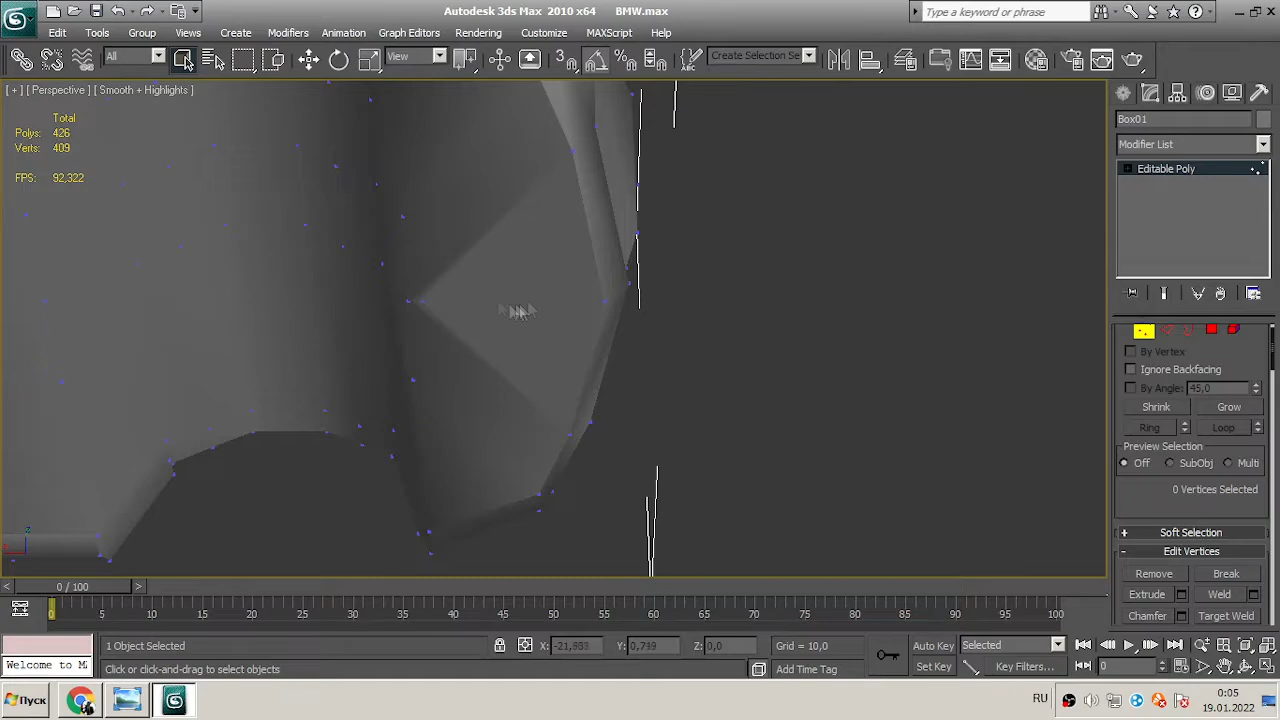 Autodesk 3ds Max 2010 x64 BMW.max
Type a keyword or phrase
Edit Tools Group Views Create Modifiers Animation Graph Editors Rendering Customize MAXScript Help
All
View
Create Selection Se
[ + ] [ Perspective ] [ Smooth + Highlights ]
Total
Polys: 426
Verts: 409
FPS: 92,322
Box01
Modifier List
Editable Poly
By Vertex
Ignore Backfacing
By Angle: 45,0
Shrink Grow
Ring Loop
Preview Selection
Off SubObj Multi
0 Vertices Selected
+ Soft Selection
- Edit Vertices
Remove Break
Extrude Weld
Chamfer Target Weld
< 0 / 100 >
0 5 10 15 20 25 30 35 40 45 50 55 60 65 70 75 80 85 90 95 100
1 Object Selected
X: Y: 0,749 Z: 0,0
Grid = 10,0
Auto Key Selected
Welcome to M
Click or click-and-drag to select objects
Add Time Tag
Set Key Key Filters...
0
Пуск
RU
0:05
19.01.2022